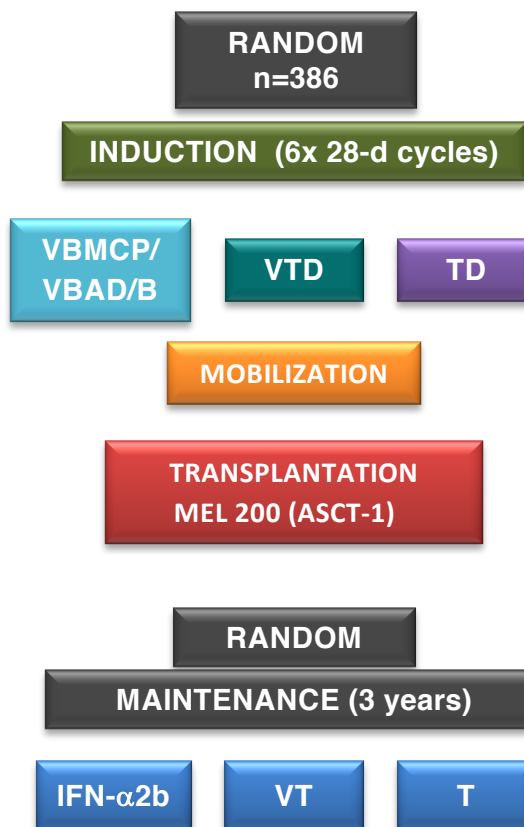 RANDOM
n=386
INDUCTION (6x 28-d cycles)
VBMCP/
VBAD/B
VTD
TD
MOBILIZATION
TRANSPLANTATION
MEL 200 (ASCT-1)
RANDOM
MAINTENANCE (3 years)
IFN-α2b
VT
T